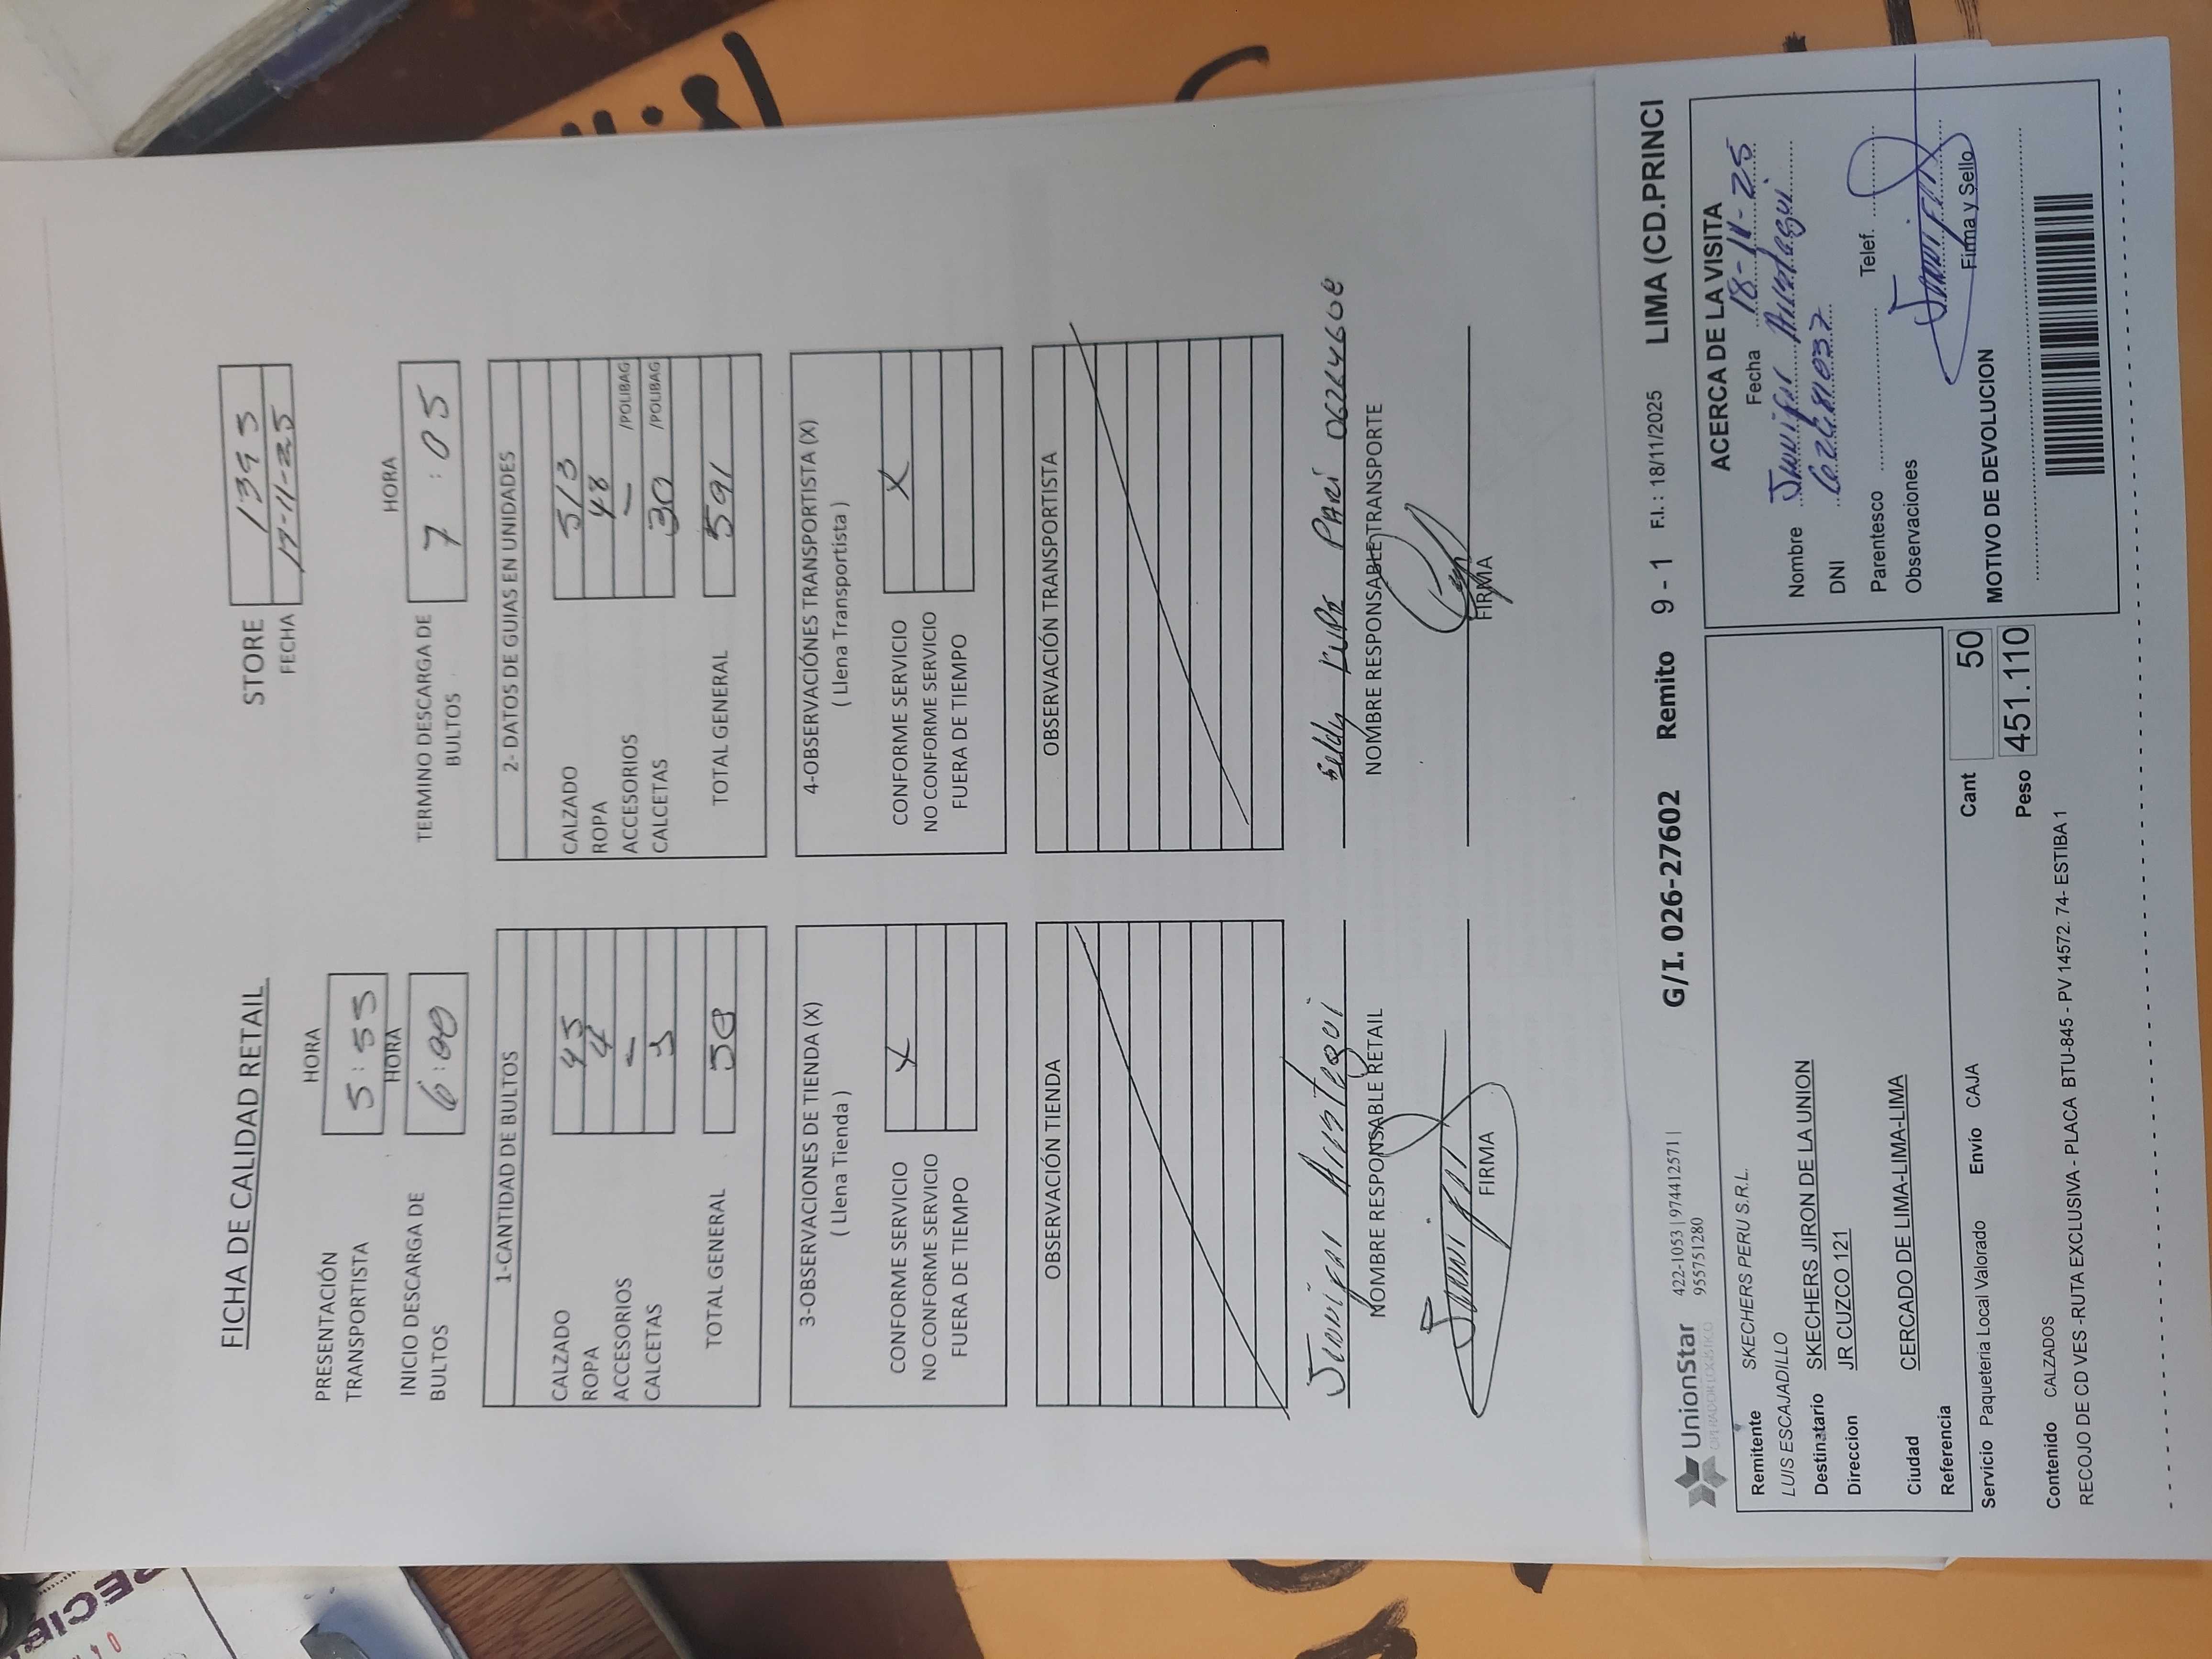 FICHA DE CALIDAD RETAIL
STORE 1393
FECHA 17-11-25
HORA
PRESENTACIÓN TRANSPORTISTA 5:55
HORA
INICIO DESCARGA DE BULTOS 6:00
HORA
TERMINO DESCARGA DE BULTOS 7:05
1-CANTIDAD DE BULTOS
CALZADO 45
ROPA 4
ACCESORIOS -
CALCETAS
TOTAL GENERAL 50
2- DATOS DE GUIAS EN UNIDADES
CALZADO 513
ROPA 48
ACCESORIOS - /POLIBAG
CALCETAS 30 /POLIBAG
TOTAL GENERAL 591
3-OBSERVACIONES DE TIENDA (X)
( Llena Tienda )
CONFORME SERVICIO X
NO CONFORME SERVICIO
FUERA DE TIEMPO
4-OBSERVACIÓNES TRANSPORTISTA (X)
( Llena Transportista )
CONFORME SERVICIO X
NO CONFORME SERVICIO
FUERA DE TIEMPO
OBSERVACIÓN TIENDA
OBSERVACIÓN TRANSPORTISTA
NOMBRE RESPONSABLE RETAIL
FIRMA
NOMBRE RESPONSABLE TRANSPORTE
FIRMA
UnionStar
OPERADOR LOGISTICO
422-1053 | 974412571 |
955751280
G/I. 026-27602 Remito 9 - 1 F.I.: 18/11/2025 LIMA (CD.PRINCI
Remitente SKECHERS PERU S.R.L.
LUIS ESCAJADILLO
Destinatario SKECHERS JIRON DE LA UNION
Direccion JR CUZCO 121
Ciudad CERCADO DE LIMA-LIMA-LIMA
Referencia
Servicio Paqueteria Local Valorado Envío CAJA Cant 50
Peso 451.110
Contenido CALZADOS
RECOJO DE CD VES -RUTA EXCLUSIVA - PLACA BTU-845 - PV 14572. 74- ESTIBA 1
ACERCA DE LA VISITA
Fecha 18-11-25
Nombre
DNI
Parentesco Telef.
Observaciones
Firma y Sello
MOTIVO DE DEVOLUCION